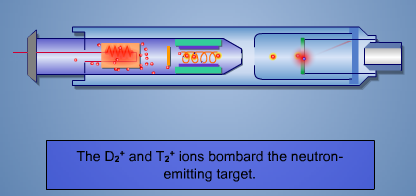 The D₂⁺ and T₂⁺ ions bombard the neutron-
emitting target.